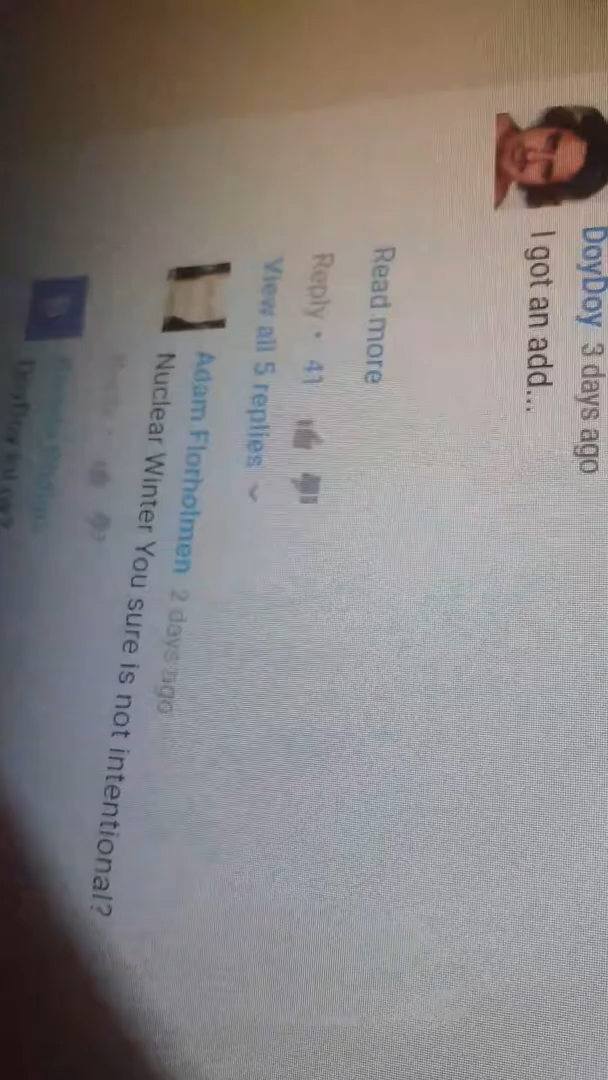 DoyDoy 3 days ago
I got an add...
Read more
Reply • 41
View all 5 replies
Adam Florholmen 2 days ago
Nuclear Winter You sure is not intentional?
DoyDoy